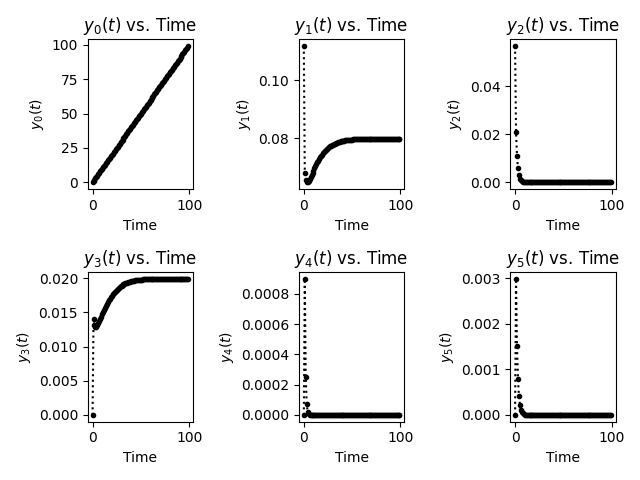 y₀(t) vs. Time
y₀(t)
100
75
50
25
0
0 100
Time
y₁(t) vs. Time
y₁(t)
0.10
0.08
0 100
Time
y₂(t) vs. Time
y₂(t)
0.04
0.02
0.00
0 100
Time
y₃(t) vs. Time
y₃(t)
0.020
0.015
0.010
0.005
0.000
0 100
Time
y₄(t) vs. Time
y₄(t)
0.0008
0.0006
0.0004
0.0002
0.0000
0 100
Time
y₅(t) vs. Time
y₅(t)
0.003
0.002
0.001
0.000
0 100
Time